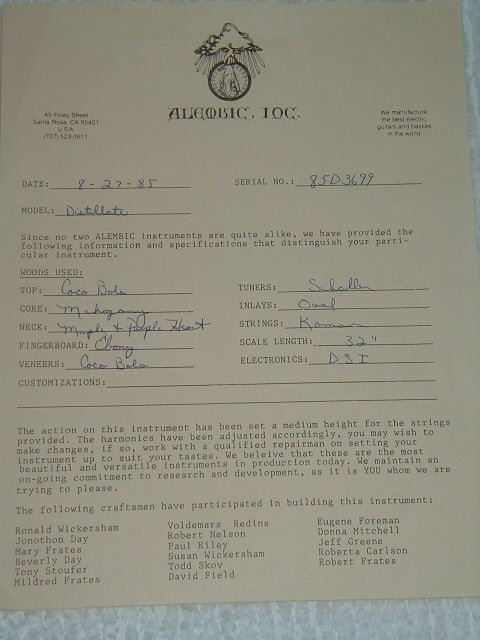 ALEMBIC, INC.
45 Foley Street
Santa Rosa, CA 95401
U.S.A
(707) 523-2611
We manufacture
the best electric
guitars and basses
in the world.
DATE: 8-27-85 SERIAL NO.: 85D3699
MODEL: Distillate
Since no two ALEMBIC instruments are quite alike, we have provided the
following information and specifications that distinguish your parti-
cular instrument.
WOODS USED:
TOP: Coco Bolo
CORE: Mahogany
NECK: Maple & Purple Heart
FINGERBOARD: Ebony
VENEERS: Coco Bolo
TUNERS: Schaller
INLAYS: Oval
STRINGS: Kaman
SCALE LENGTH: 32"
ELECTRONICS: DSI
CUSTOMIZATIONS:
The action on this instrument has been set a medium height for the strings
provided. The harmonics have been adjusted accordingly, you may wish to
make changes, if so, work with a qualified repairman on setting your
instrument up to suit your tastes. We beleive that these are the most
beautiful and versatile instruments in production today. We maintain an
on-going commitment to research and development, as it is YOU whom we are
trying to please.
The following craftsmen have participated in building this instrument:
Ronald Wickersham
Jonothon Day
Mary Frates
Beverly Day
Tony Stoufer
Mildred Frates
Voldemars Redins
Robert Nelson
Paul Riley
Susan Wickersham
Todd Skov
David Field
Eugene Foreman
Donna Mitchell
Jeff Greene
Roberta Carlson
Robert Frates